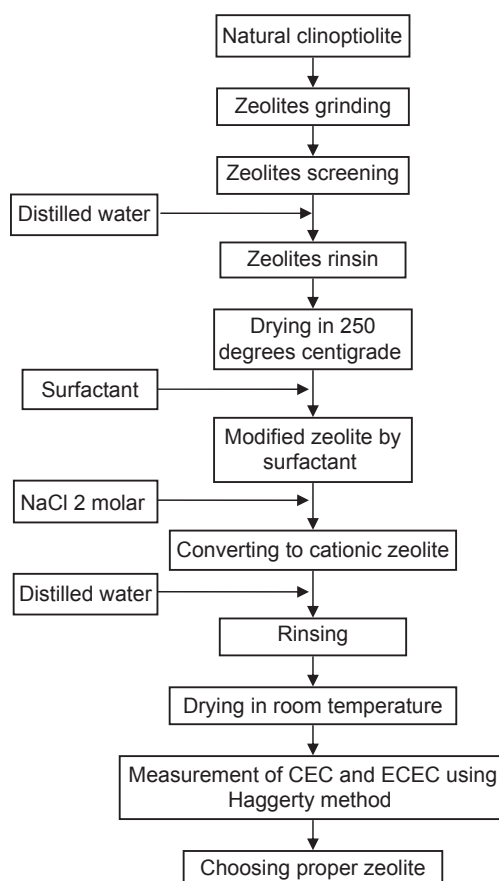 Natural clinoptiolite
Zeolites grinding
Zeolites screening
Distilled water
Zeolites rinsin
Drying in 250
degrees centigrade
Surfactant
Modified zeolite by
surfactant
NaCl 2 molar
Converting to cationic zeolite
Distilled water
Rinsing
Drying in room temperature
Measurement of CEC and ECEC using
Haggerty method
Choosing proper zeolite